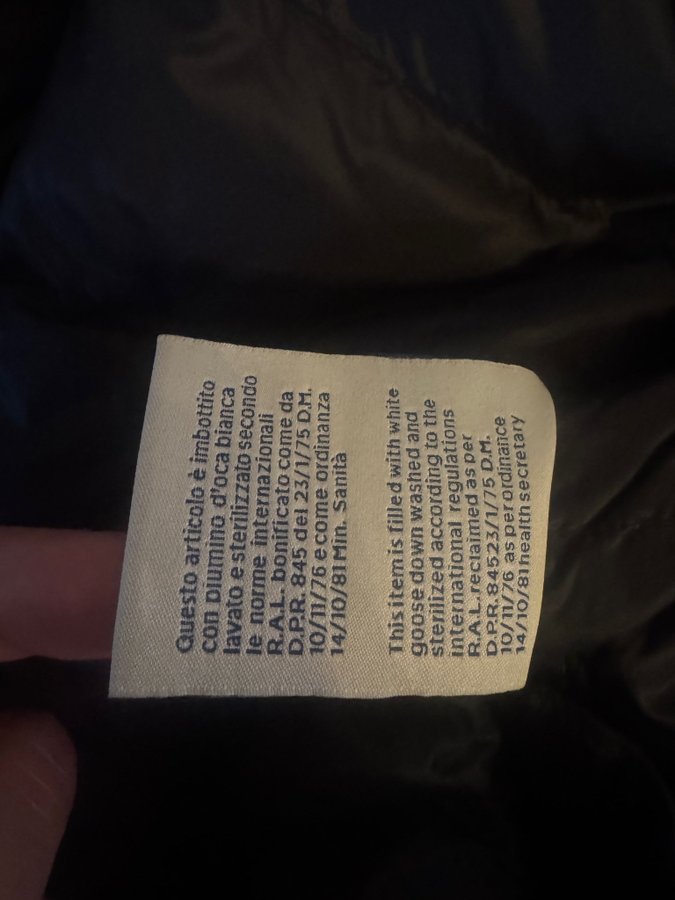 Questo articolo è imbottito
con piumino d'oca bianca
lavato e sterilizzato secondo
le norme internazionali
R.A.L. bonificato come da
D.P.R. 845 del 23/1/75 D.M.
10/11/76 e come ordinanza
14/10/81 Min. Sanità
This item is filled with white
goose down washed and
sterilized according to the
international regulations
R.A.L. reclaimed as per
D.P.R. 845 23/1/75 D.M.
10/11/76 as per ordinance
14/10/81 health secretary